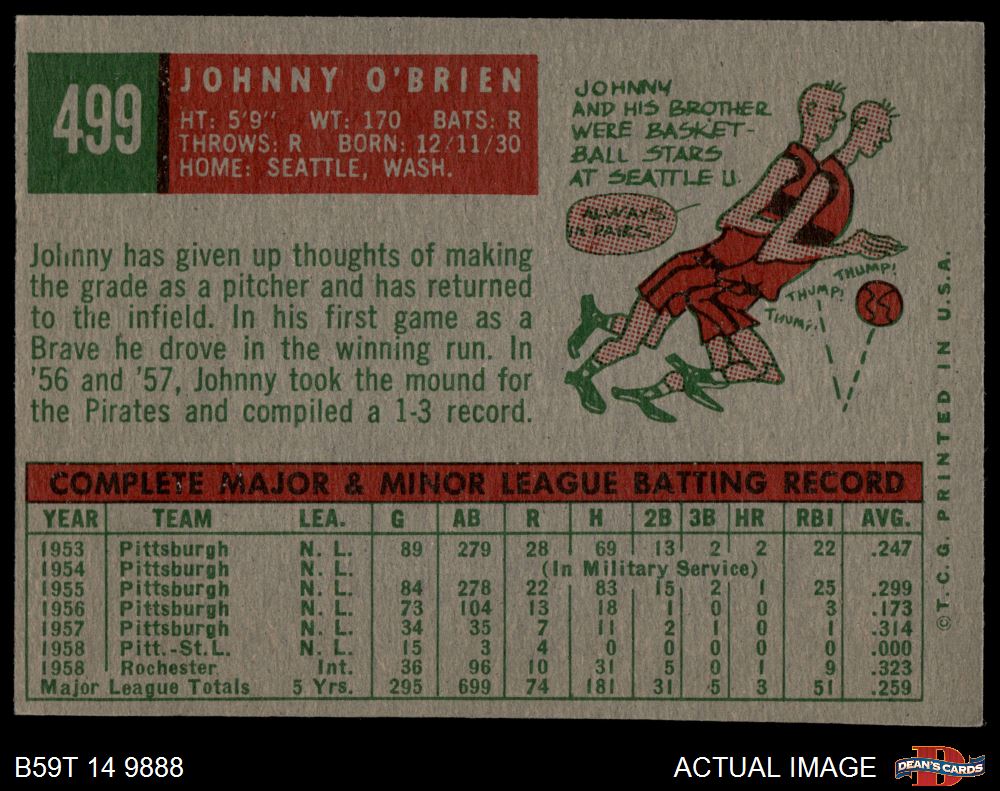 499
JOHNNY O'BRIEN
HT: 5'9" WT: 170 BATS: R
THROWS: R BORN: 12/11/30
HOME: SEATTLE, WASH.
JOHNNY
AND HIS BROTHER
WERE BASKET-
BALL STARS
AT SEATTLE U.
ALWAYS
IN PAIRS
THUMP!
THUMP!
THUMP!
Johnny has given up thoughts of making
the grade as a pitcher and has returned
to the infield. In his first game as a
Brave he drove in the winning run. In
'56 and '57, Johnny took the mound for
the Pirates and compiled a 1-3 record.
COMPLETE MAJOR & MINOR LEAGUE BATTING RECORD
YEAR TEAM LEA. G AB R H 2B 3B HR RBI AVG.
1953 Pittsburgh N. L. 89 279 28 69 13 2 2 22 .247
1954 Pittsburgh N. L. (In Military Service)
1955 Pittsburgh N. L. 84 278 22 83 15 2 1 25 .299
1956 Pittsburgh N. L. 73 104 13 18 1 0 0 3 .173
1957 Pittsburgh N. L. 34 35 7 11 2 1 0 1 .314
1958 Pitt.-St.L. N. L. 15 3 4 0 0 0 0 0 .000
1958 Rochester Int. 36 96 10 31 5 0 1 9 .323
Major League Totals 5 Yrs. 295 699 74 181 31 5 3 51 .259
©T. C. G. PRINTED IN U.S.A.
B59T 14 9888
ACTUAL IMAGE
DEAN'S CARDS